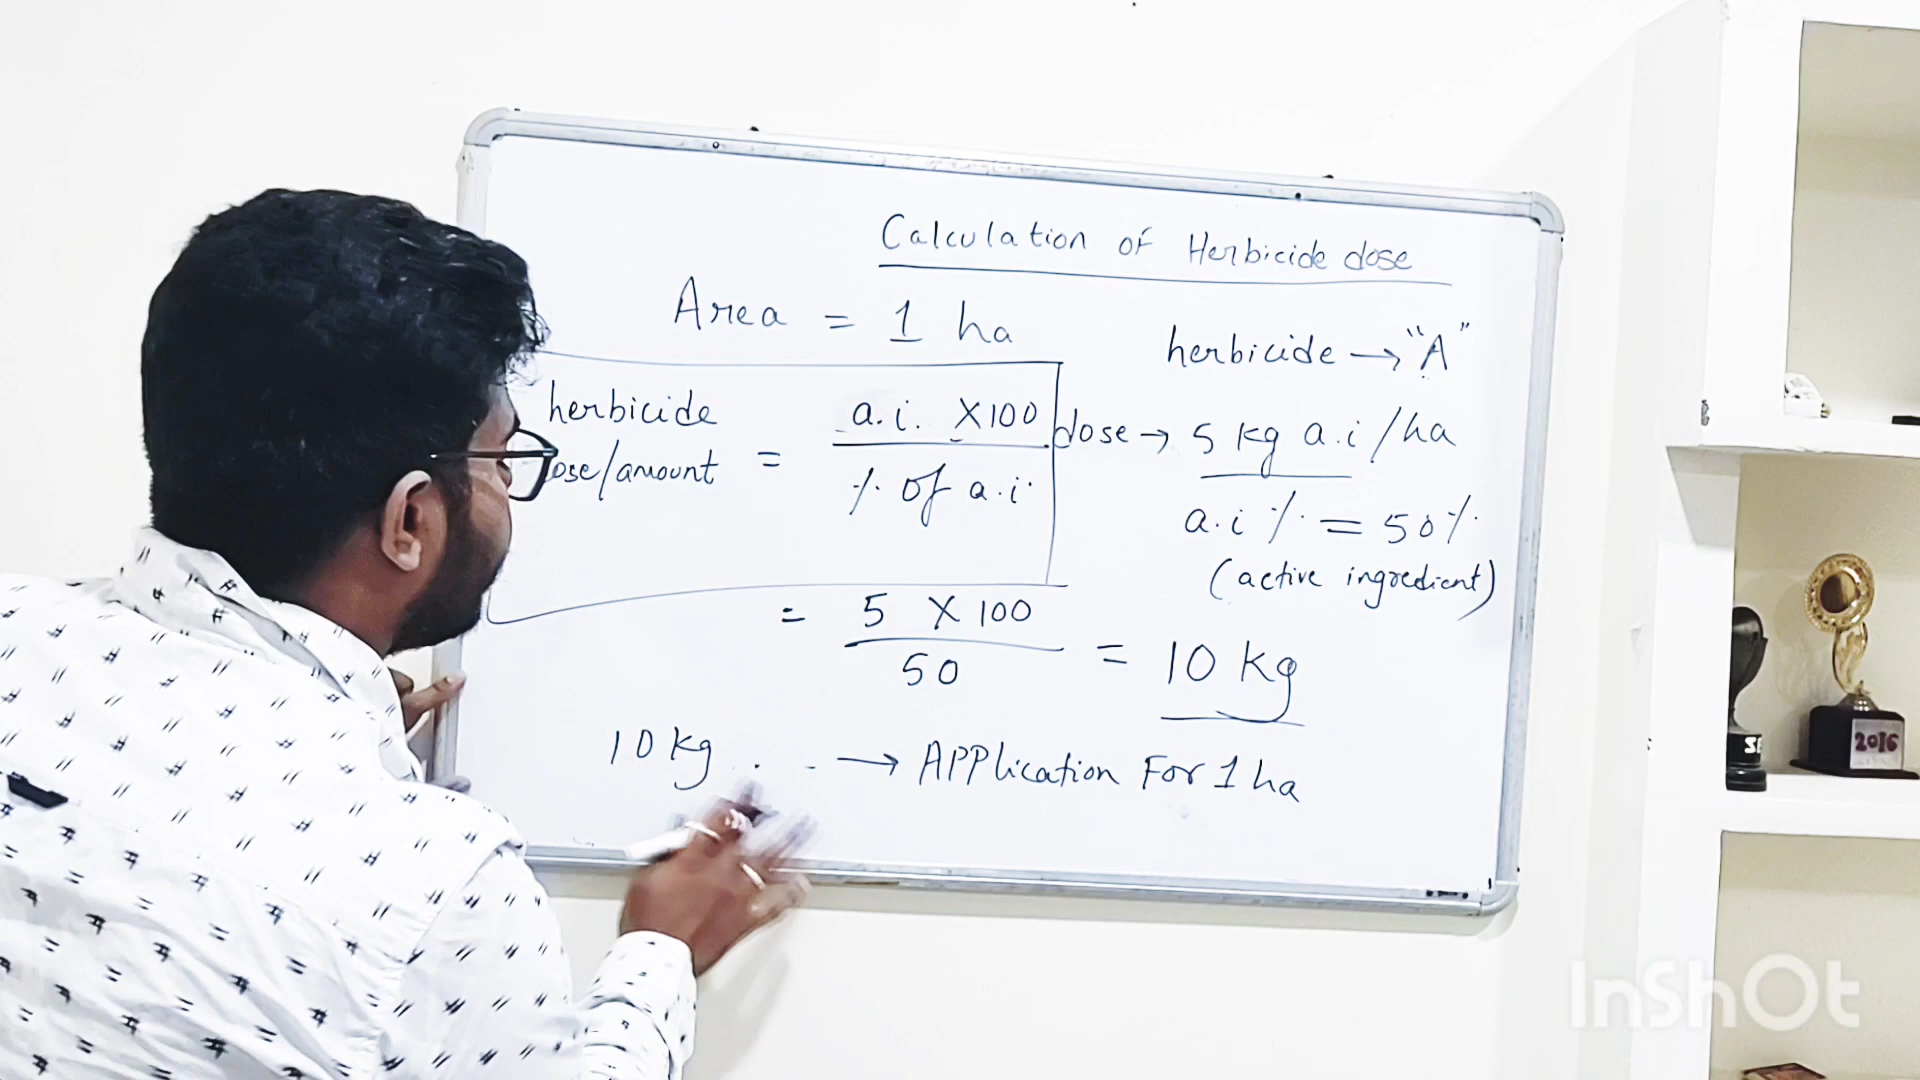 Calculation of Herbicide dose
Area = 1 ha
herbicide → "A"
herbicide
ose/amount = a.i. X100
% of a.i.
dose → 5 kg a.i/ha
a.i % = 50%
(active ingredient)
= 5 X 100
50
= 10 kg
10 kg . . → APPlication For 1 ha
2016
InShOt